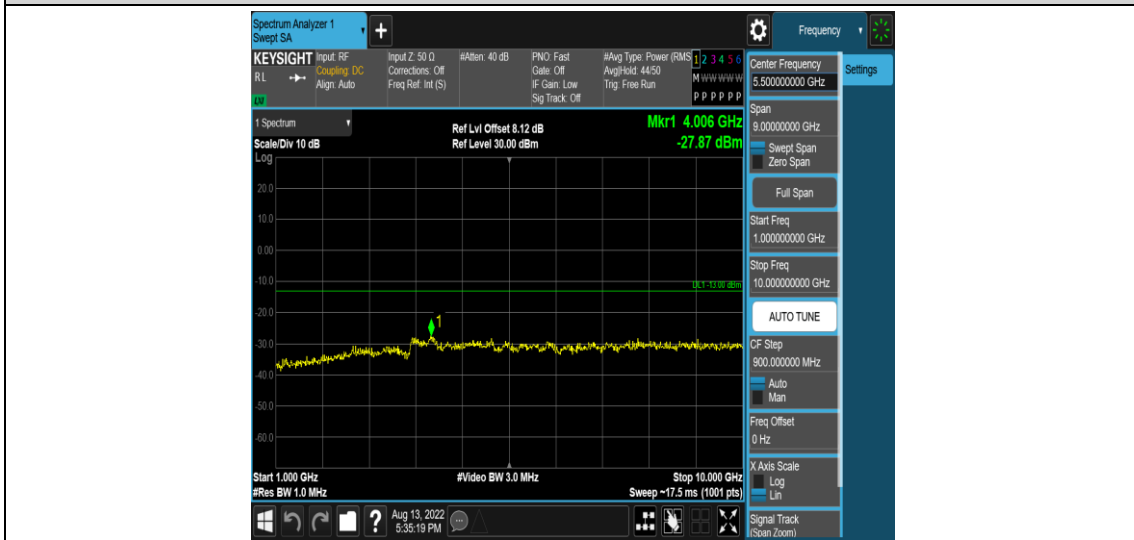 Spectrum Analyzer 1
Swept SA
+
Frequency
KEYSIGHT
RL
LXI
Input: RF
Coupling: DC
Align: Auto
Input Z: 50 Ω
Corrections: Off
Freq Ref: Int (S)
#Atten: 40 dB
PNO: Fast
Gate: Off
IF Gain: Low
Sig Track: Off
#Avg Type: Power (RMS
Avg|Hold: 44/50
Trig: Free Run
1 2 3 4 5 6
M W W W W W
P P P P P P
1 Spectrum
Scale/Div 10 dB
Ref Lvl Offset 8.12 dB
Ref Level 30.00 dBm
Mkr1 4.006 GHz
-27.87 dBm
Log
20.0
10.0
0.00
-10.0
DL1 -13.00 dBm
-20.0
1
-30.0
-40.0
-50.0
-60.0
Start 1.000 GHz
#Res BW 1.0 MHz
#Video BW 3.0 MHz
Stop 10.000 GHz
Sweep ~17.5 ms (1001 pts)
Center Frequency
5.50000000 GHz
Settings
Span
9.00000000 GHz
Swept Span
Zero Span
Full Span
Start Freq
1.000000000 GHz
Stop Freq
10.000000000 GHz
AUTO TUNE
CF Step
900.000000 MHz
Auto
Man
Freq Offset
0 Hz
X Axis Scale
Log
Lin
Signal Track
(Span Zoom)
?
Aug 13, 2022
5:35:19 PM